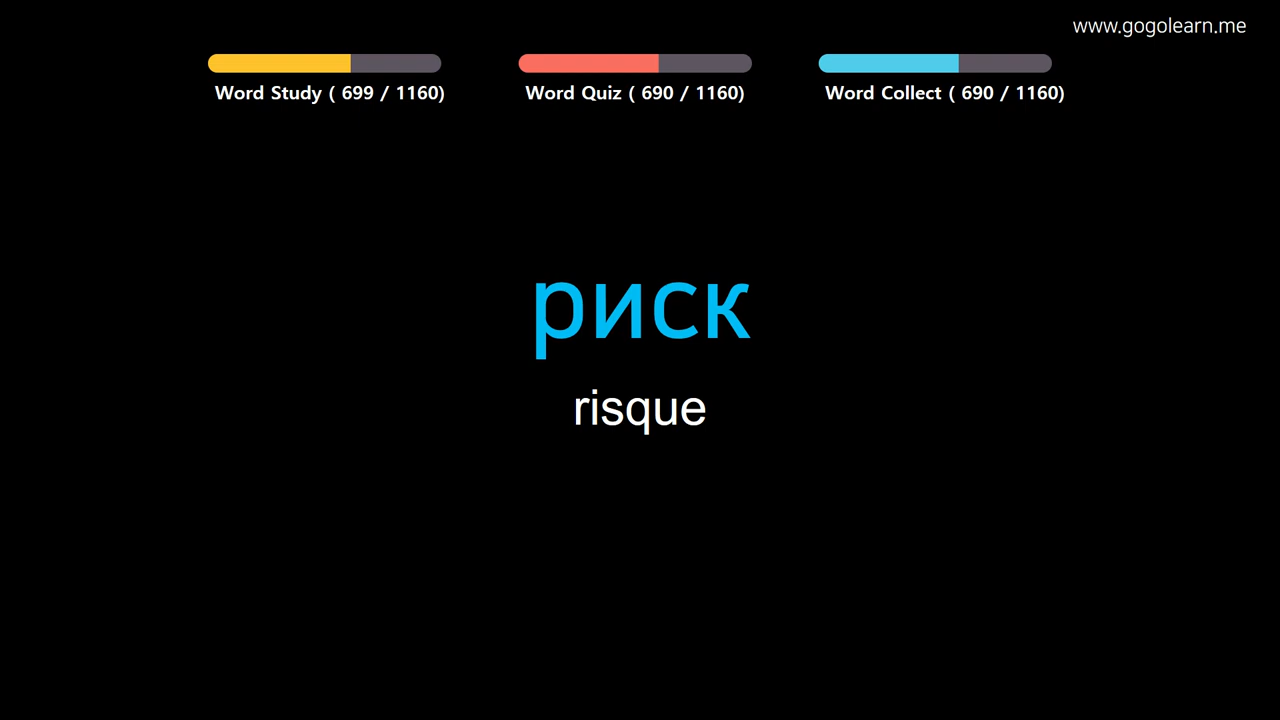 www.gogolearn.me
Word Study ( 699 / 1160)
Word Quiz ( 690 / 1160)
Word Collect ( 690 / 1160)
риск
risque